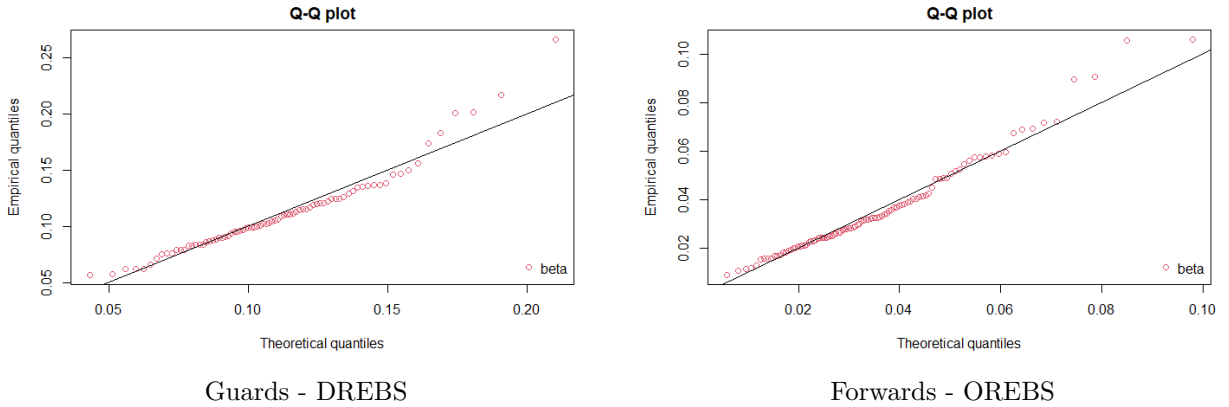 Q-Q plot
Empirical quantiles
0.05 0.10 0.15 0.20 0.25
beta
0.05 0.10 0.15 0.20
Theoretical quantiles
Guards - DREBS
Q-Q plot
Empirical quantiles
0.02 0.04 0.06 0.08 0.10
beta
0.02 0.04 0.06 0.08 0.10
Theoretical quantiles
Forwards - OREBS